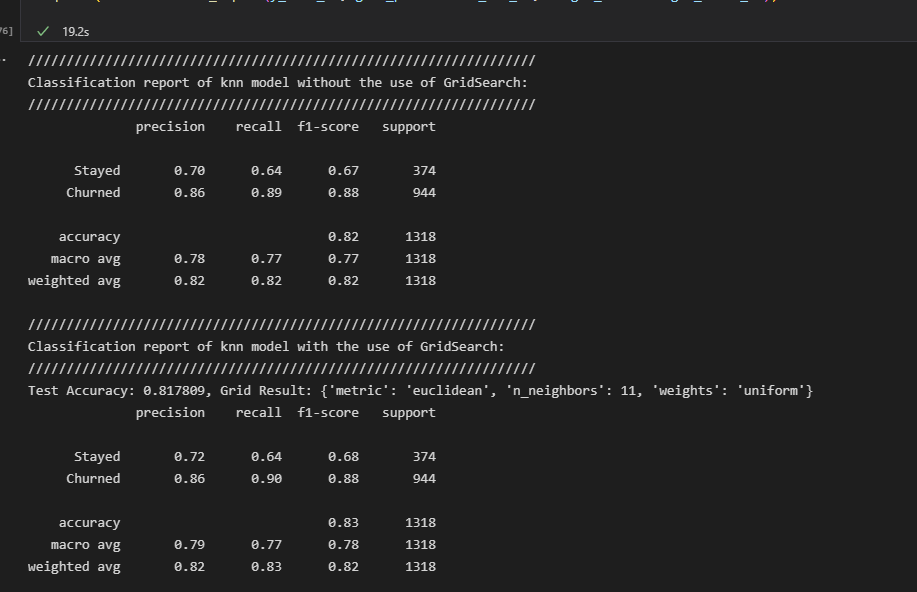 76]
19.2s
//////////////////////////////////////////////////////////////////
Classification report of knn model without the use of GridSearch:
//////////////////////////////////////////////////////////////////
precision recall f1-score support
Stayed 0.70 0.64 0.67 374
Churned 0.86 0.89 0.88 944
accuracy 0.82 1318
macro avg 0.78 0.77 0.77 1318
weighted avg 0.82 0.82 0.82 1318
//////////////////////////////////////////////////////////////////
Classification report of knn model with the use of GridSearch:
//////////////////////////////////////////////////////////////////
Test Accuracy: 0.817809, Grid Result: {'metric': 'euclidean', 'n_neighbors': 11, 'weights': 'uniform'}
precision recall f1-score support
Stayed 0.72 0.64 0.68 374
Churned 0.86 0.90 0.88 944
accuracy 0.83 1318
macro avg 0.79 0.77 0.78 1318
weighted avg 0.82 0.83 0.82 1318